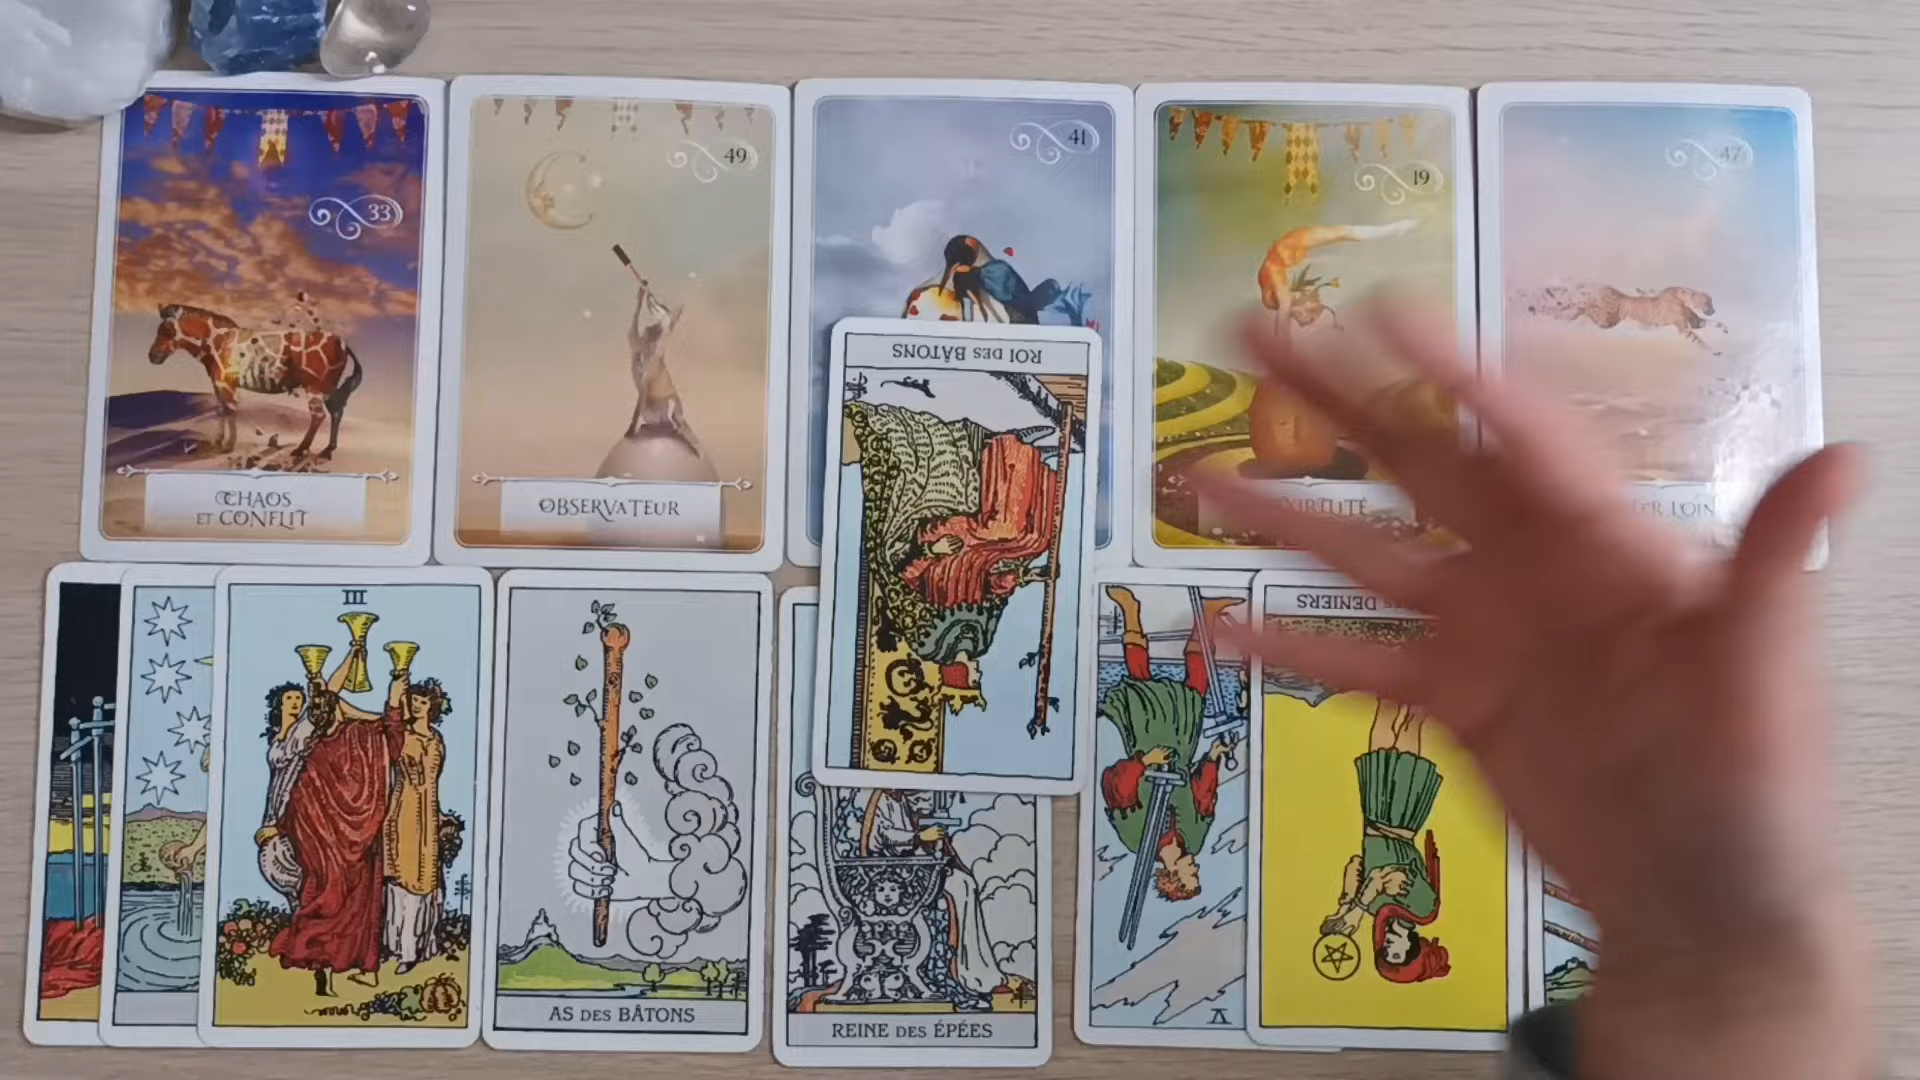 33
CHAOS
ET CONFLIT
49
OBSERVATEUR
41
19
47
ROI DES BÂTONS
III
AS DES BÂTONS
REINE DES ÉPÉES
V
DENIERS